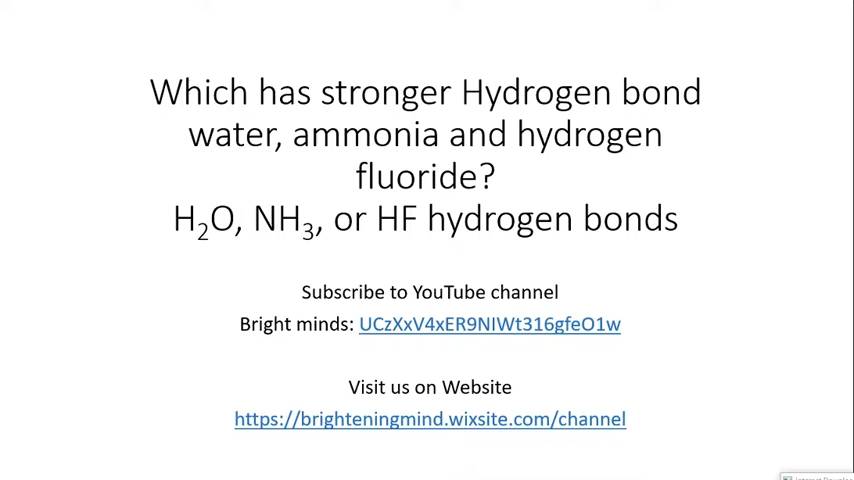 Which has stronger Hydrogen bond
water, ammonia and hydrogen
fluoride?
H₂O, NH₃, or HF hydrogen bonds
Subscribe to YouTube channel
Bright minds: UCzXxV4xER9NIWt316gfeO1w
Visit us on Website
https://brighteningmind.wixsite.com/channel